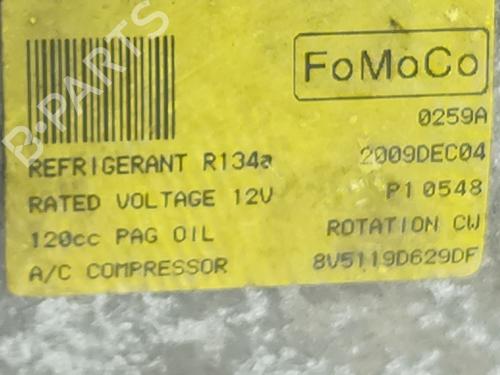 FoMoCo
0259A
REFRIGERANT R134a 2009DEC04
RATED VOLTAGE 12V P1 0548
120cc PAG OIL ROTATION CW
A/C COMPRESSOR 8V5119D629DF
B-PARTS